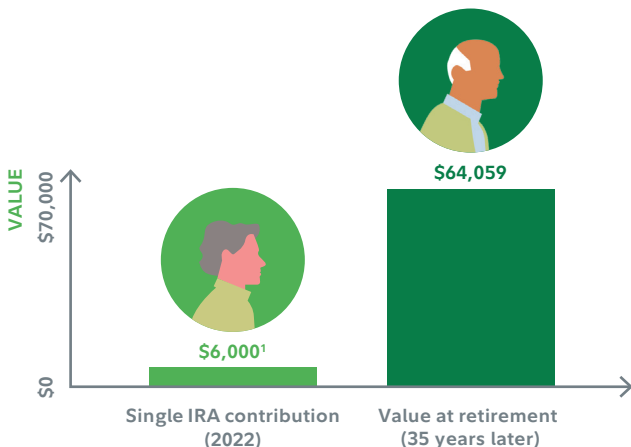 $64,059
VALUE
$70,000
$6,000¹
$0
Single IRA contribution
(2022)
Value at retirement
(35 years later)